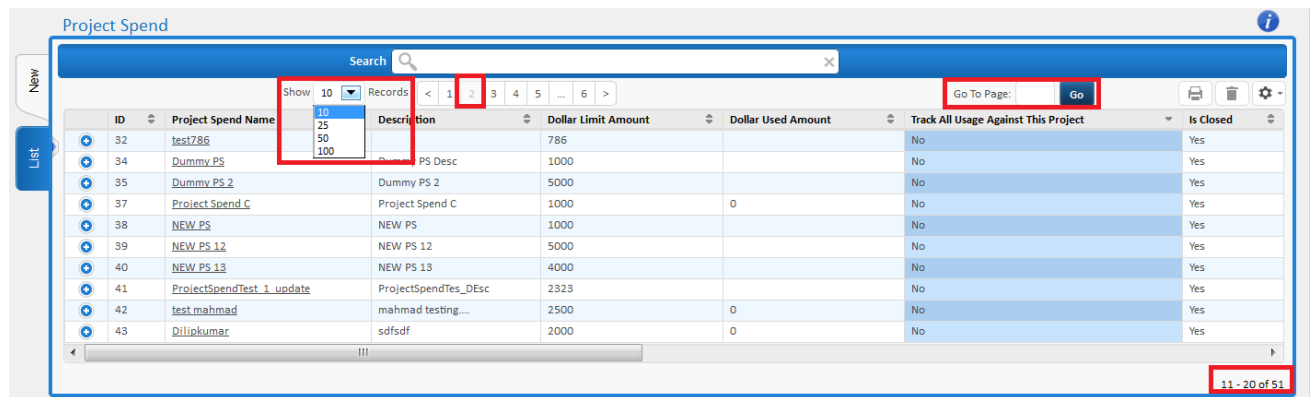 Project Spend
New
List
Search
Show 10 Records < 1 2 3 4 5 ... 6 > Go To Page: Go
10
25
50
100
ID Project Spend Name Description Dollar Limit Amount Dollar Used Amount Track All Usage Against This Project Is Closed
32 test786 786 No Yes
34 Dummy PS Dummy PS Desc 1000 No Yes
35 Dummy PS 2 Dummy PS 2 5000 No Yes
37 Project Spend C Project Spend C 1000 0 No Yes
38 NEW PS NEW PS 1000 No Yes
39 NEW PS 12 NEW PS 12 5000 No Yes
40 NEW PS 13 NEW PS 13 4000 No Yes
41 ProjectSpendTest_1_update ProjectSpendTes_DEsc 2323 No Yes
42 test mahmad mahmad testing.... 2500 0 No Yes
43 Dilipkumar sdfsdf 2000 0 No Yes
11 - 20 of 51